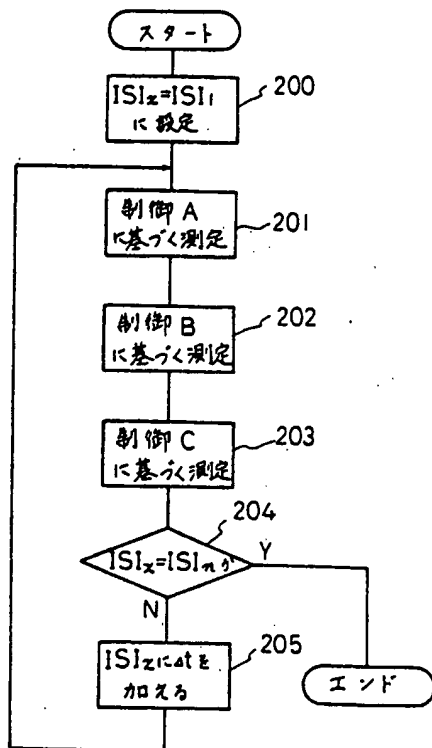 スタート
ISIx=ISI1
に設定
200
制御A
に基づく測定
201
制御B
に基づく測定
202
制御C
に基づく測定
203
204
ISIx=ISInか
Y
N
205
ISIxにΔtを
加える
エンド